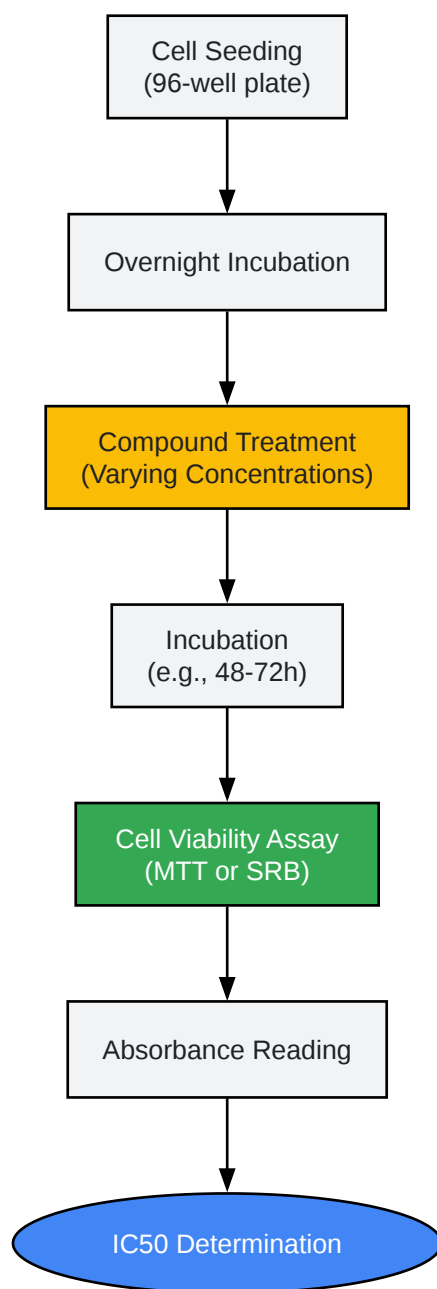 Cell Seeding
(96-well plate)
Overnight Incubation
Compound Treatment
(Varying Concentrations)
Incubation
(e.g., 48-72h)
Cell Viability Assay
(MTT or SRB)
Absorbance Reading
IC50 Determination